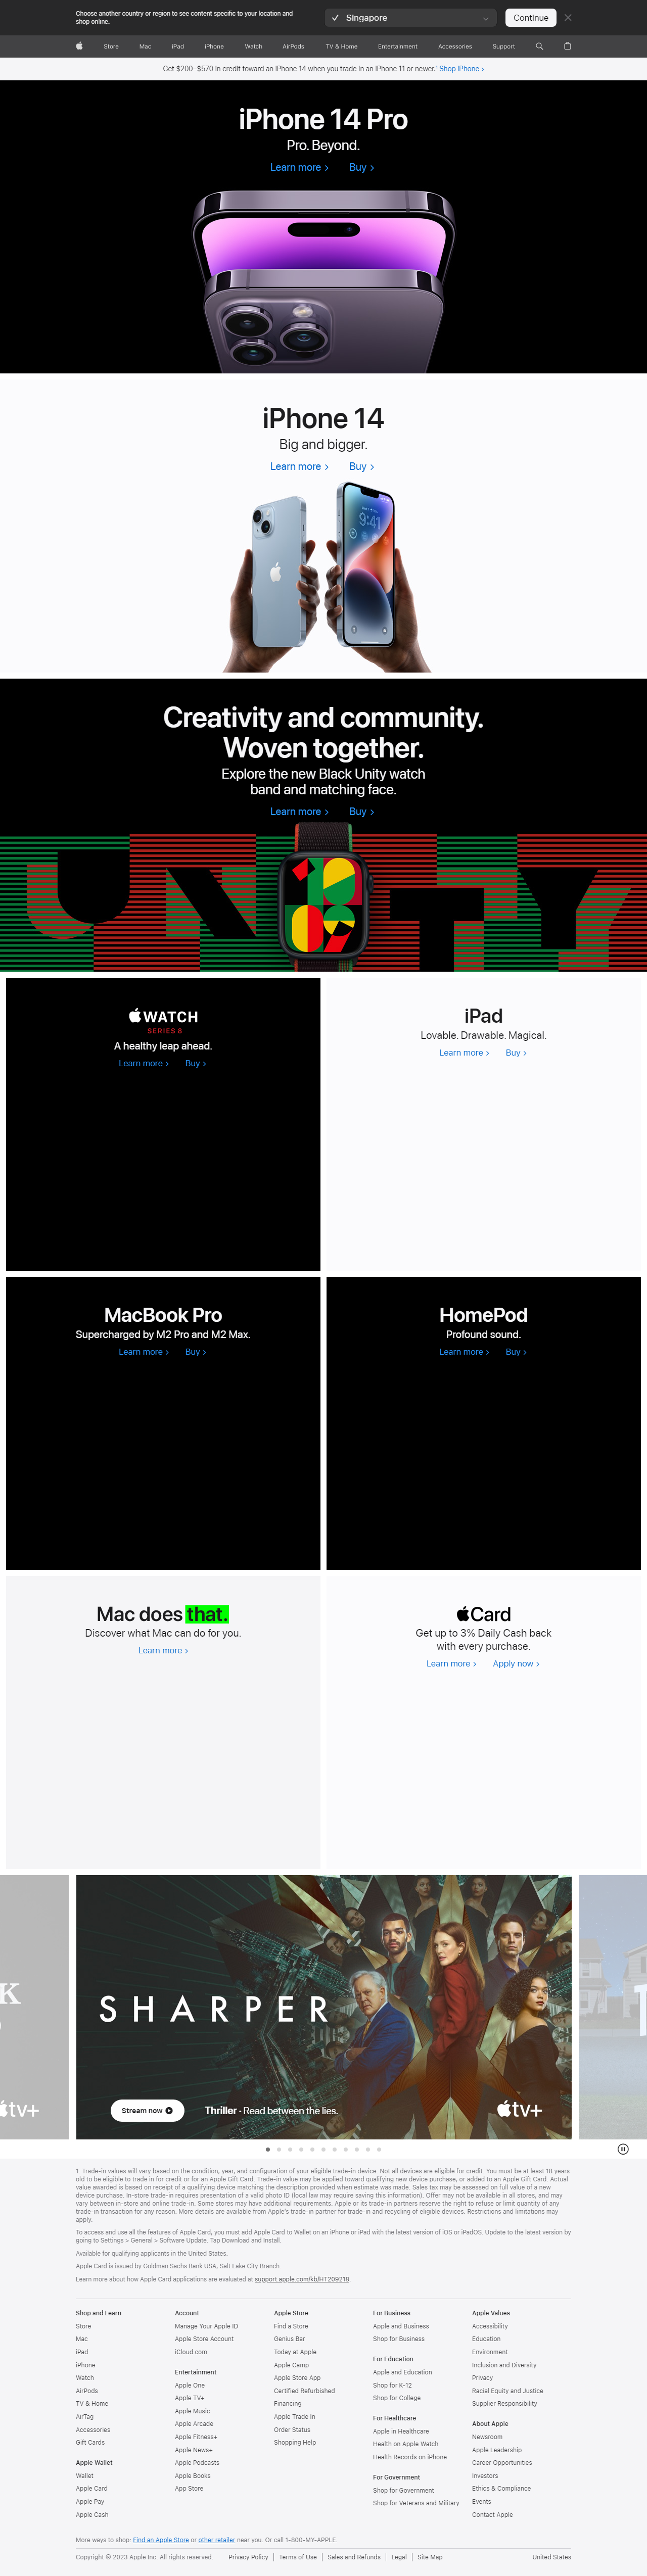 Choose another country or region to see content specific to your location and
shop online.
Singapore
Continue
Store Mac iPad iPhone Watch AirPods TV & Home Entertainment Accessories Support
Get $200–$570 in credit toward an iPhone 14 when you trade in an iPhone 11 or newer.¹ Shop iPhone >
iPhone 14 Pro
Pro. Beyond.
Learn more > Buy >
iPhone 14
Big and bigger.
Learn more > Buy >
9:41
Creativity and community.
Woven together.
Explore the new Black Unity watch
band and matching face.
Learn more > Buy >
UNITY
WATCH
SERIES 8
A healthy leap ahead.
Learn more > Buy >
iPad
Lovable. Drawable. Magical.
Learn more > Buy >
MacBook Pro
Supercharged by M2 Pro and M2 Max.
Learn more > Buy >
HomePod
Profound sound.
Learn more > Buy >
Mac does that.
Discover what Mac can do for you.
Learn more >
Card
Get up to 3% Daily Cash back
with every purchase.
Learn more > Apply now >
tv+
SHARPER
Stream now
Thriller · Read between the lies.
tv+
1. Trade-in values will vary based on the condition, year, and configuration of your eligible trade-in device. Not all devices are eligible for credit. You must be at least 18 years
old to be eligible to trade in for credit or for an Apple Gift Card. Trade-in value may be applied toward qualifying new device purchase, or added to an Apple Gift Card. Actual
value awarded is based on receipt of a qualifying device matching the description provided when estimate was made. Sales tax may be assessed on full value of a new
device purchase. In-store trade-in requires presentation of a valid photo ID (local law may require saving this information). Offer may not be available in all stores, and may
vary between in-store and online trade-in. Some stores may have additional requirements. Apple or its trade-in partners reserve the right to refuse or limit quantity of any
trade-in transaction for any reason. More details are available from Apple's trade-in partner for trade-in and recycling of eligible devices. Restrictions and limitations may
apply.
To access and use all the features of Apple Card, you must add Apple Card to Wallet on an iPhone or iPad with the latest version of iOS or iPadOS. Update to the latest version by
going to Settings > General > Software Update. Tap Download and Install.
Available for qualifying applicants in the United States.
Apple Card is issued by Goldman Sachs Bank USA, Salt Lake City Branch.
Learn more about how Apple Card applications are evaluated at support.apple.com/kb/HT209218.
Shop and Learn
Store
Mac
iPad
iPhone
Watch
AirPods
TV & Home
AirTag
Accessories
Gift Cards
Apple Wallet
Wallet
Apple Card
Apple Pay
Apple Cash
Account
Manage Your Apple ID
Apple Store Account
iCloud.com
Entertainment
Apple One
Apple TV+
Apple Music
Apple Arcade
Apple Fitness+
Apple News+
Apple Podcasts
Apple Books
App Store
Apple Store
Find a Store
Genius Bar
Today at Apple
Apple Camp
Apple Store App
Certified Refurbished
Financing
Apple Trade In
Order Status
Shopping Help
For Business
Apple and Business
Shop for Business
For Education
Apple and Education
Shop for K-12
Shop for College
For Healthcare
Apple in Healthcare
Health on Apple Watch
Health Records on iPhone
For Government
Shop for Government
Shop for Veterans and Military
Apple Values
Accessibility
Education
Environment
Inclusion and Diversity
Privacy
Racial Equity and Justice
Supplier Responsibility
About Apple
Newsroom
Apple Leadership
Career Opportunities
Investors
Ethics & Compliance
Events
Contact Apple
More ways to shop: Find an Apple Store or other retailer near you. Or call 1-800-MY-APPLE.
Copyright © 2023 Apple Inc. All rights reserved. Privacy Policy | Terms of Use | Sales and Refunds | Legal | Site Map United States